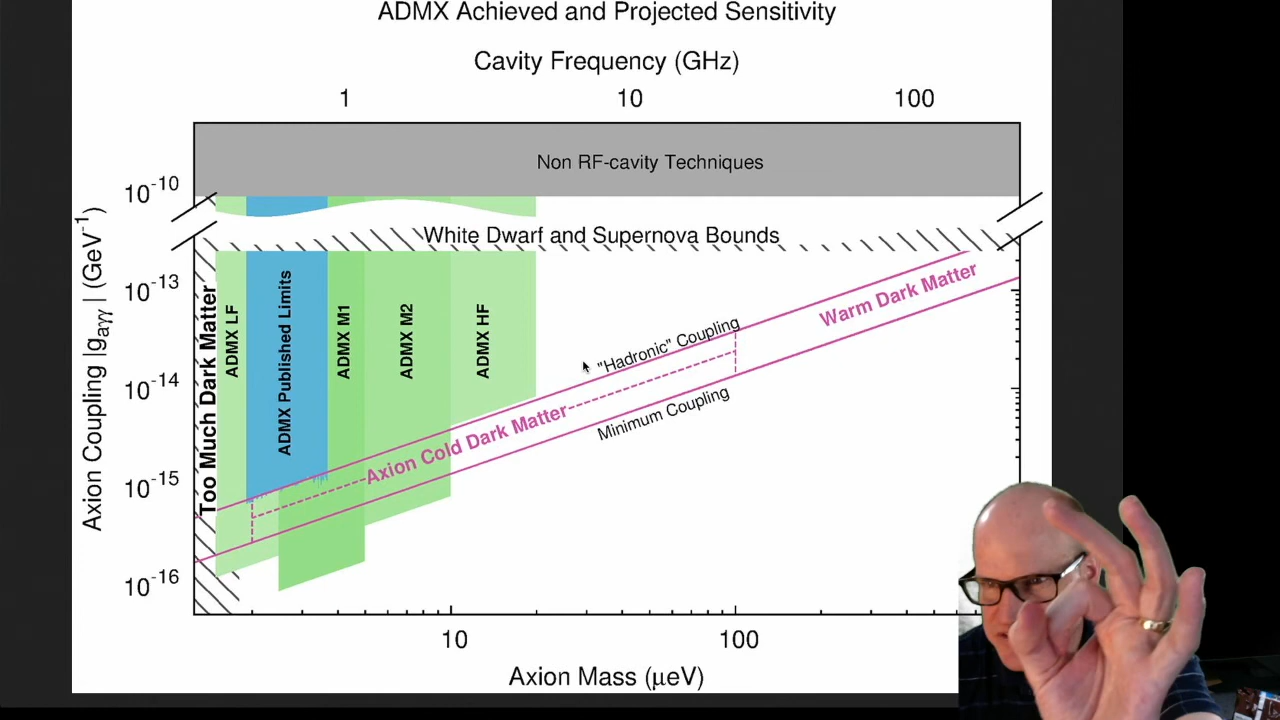 ADMX Achieved and Projected Sensitivity
Cavity Frequency (GHz)
1 10 100
Non RF-cavity Techniques
10⁻¹⁰
White Dwarf and Supernova Bounds
10⁻¹³
10⁻¹⁴
10⁻¹⁵
10⁻¹⁶
Axion Coupling |gₐγγ| (GeV⁻¹)
Too Much Dark Matter
ADMX LF
ADMX Published Limits
ADMX M1
ADMX M2
ADMX HF
Warm Dark Matter
"Hadronic" Coupling
Axion Cold Dark Matter
Minimum Coupling
10 100
Axion Mass (μeV)